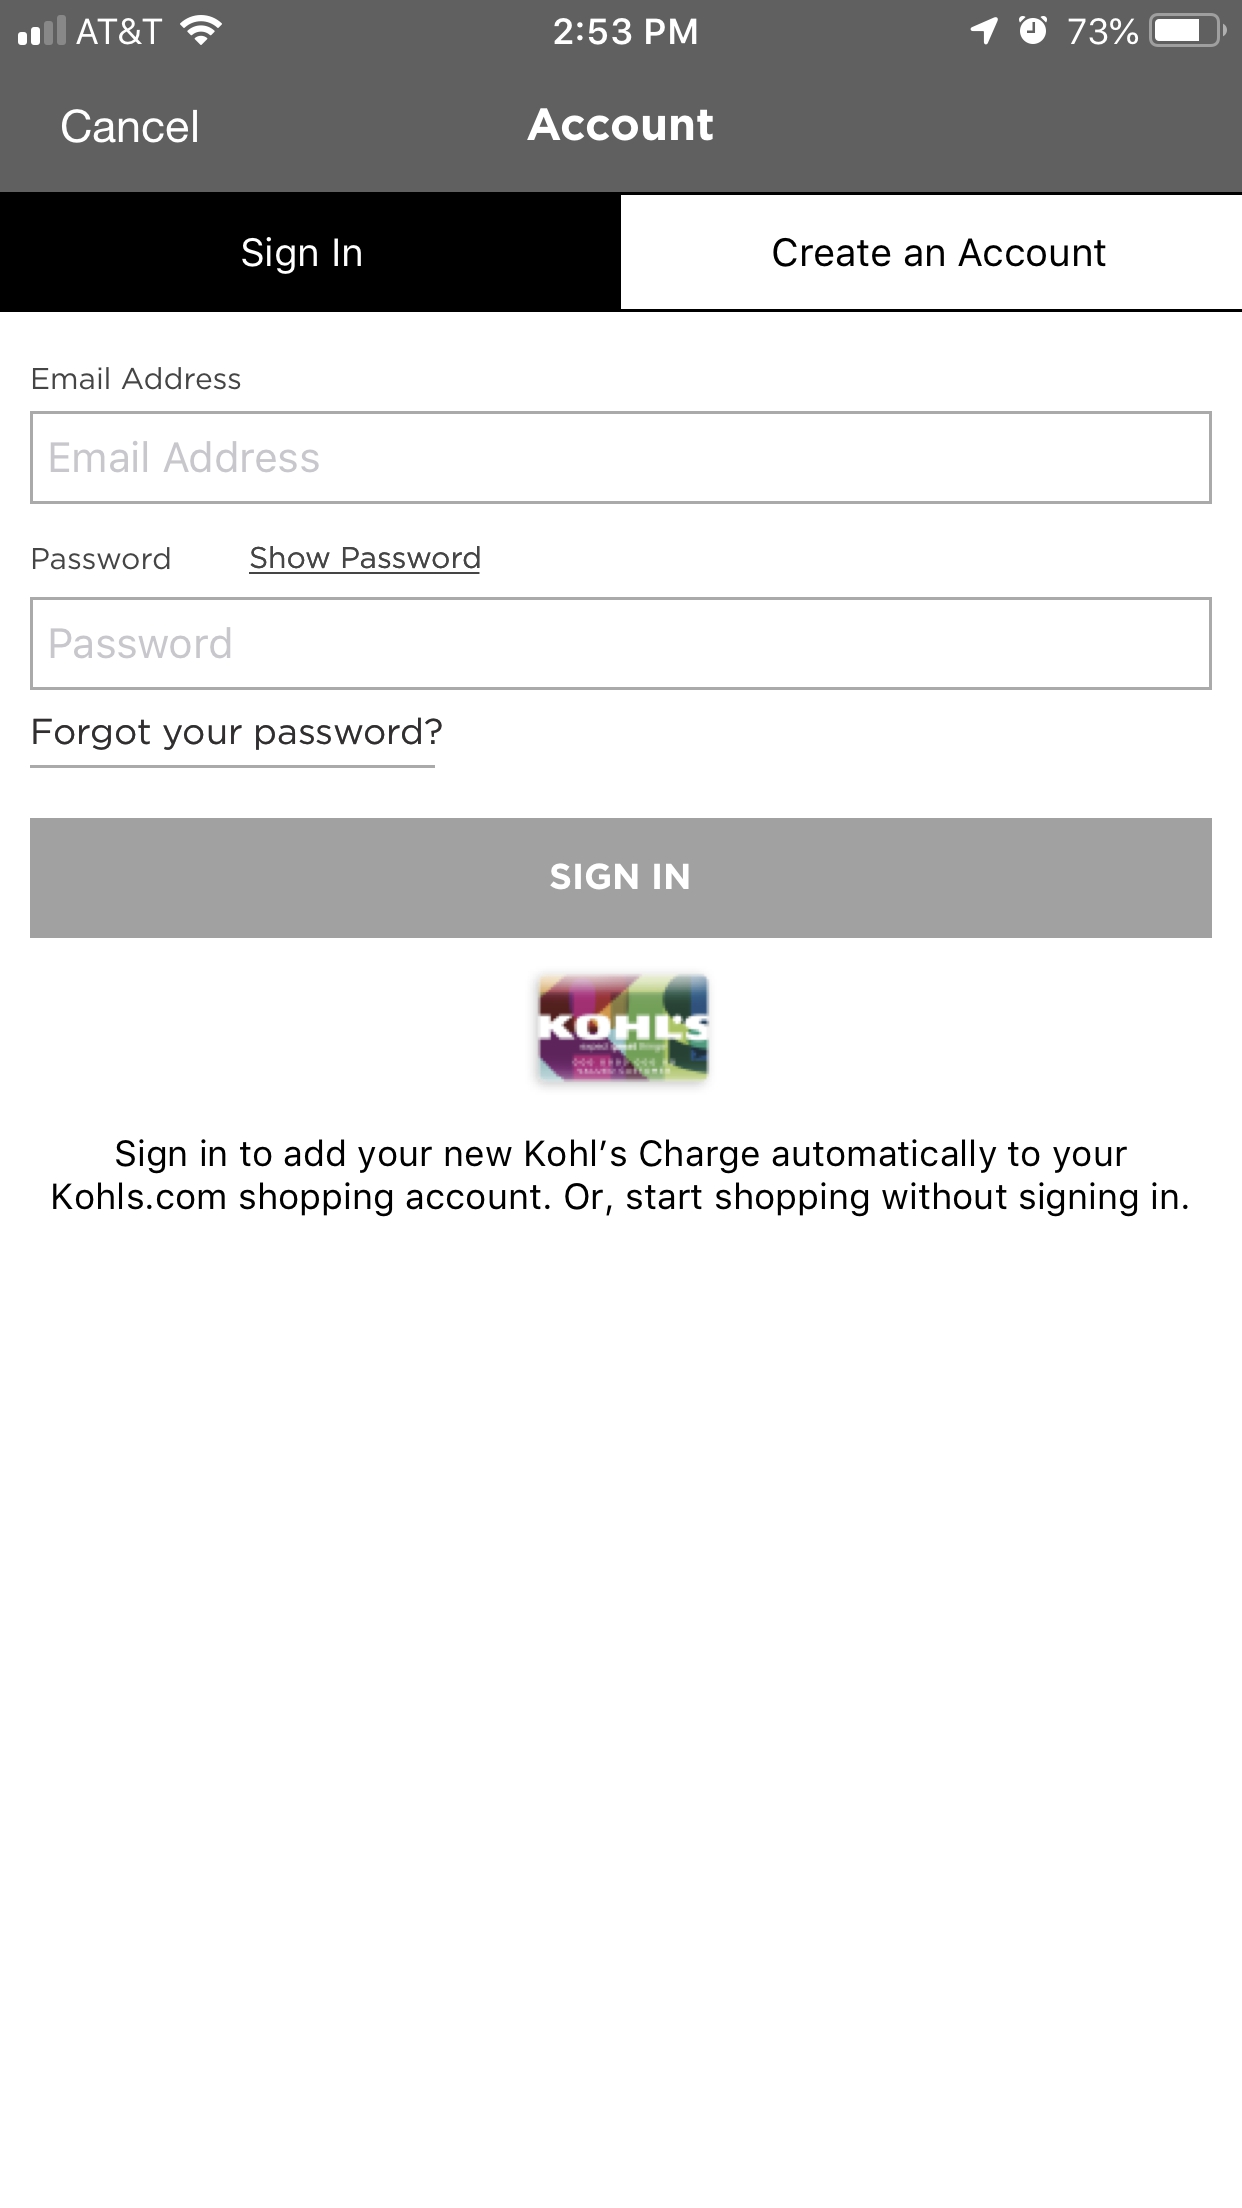 AT&T 2:53 PM 73%
Cancel Account
Sign In Create an Account
Email Address
Email Address
Password Show Password
Password
Forgot your password?
SIGN IN
KOHL'S
Sign in to add your new Kohl's Charge automatically to your
Kohls.com shopping account. Or, start shopping without signing in.